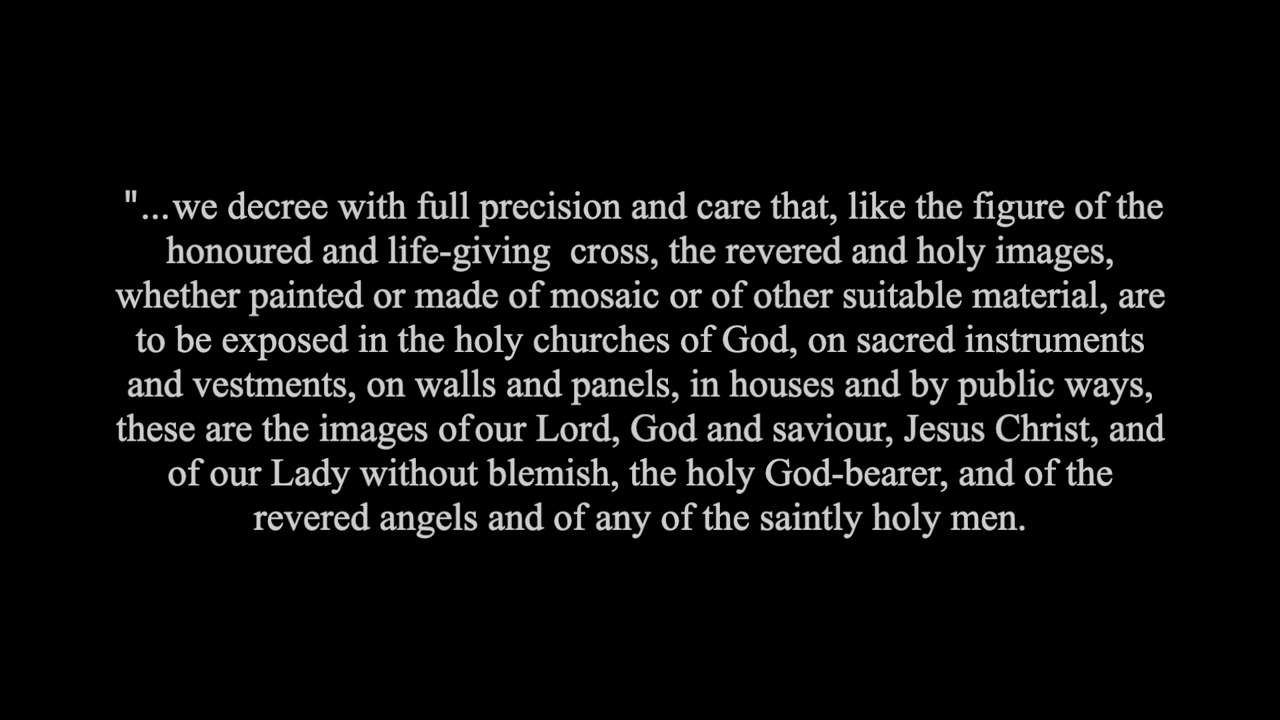 "...we decree with full precision and care that, like the figure of the
honoured and life-giving  cross, the revered and holy images,
whether painted or made of mosaic or of other suitable material, are
to be exposed in the holy churches of God, on sacred instruments
and vestments, on walls and panels, in houses and by public ways,
these are the images of our Lord, God and saviour, Jesus Christ, and
of our Lady without blemish, the holy God-bearer, and of the
revered angels and of any of the saintly holy men.